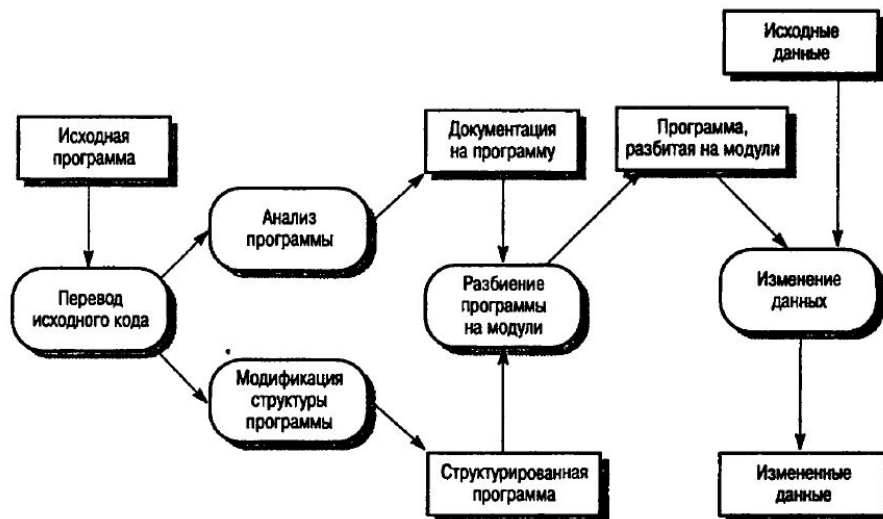 Исходные
данные
Исходная
программа
Документация
на программу
Программа,
разбитая на модули
Анализ
программы
Перевод
исходного кода
Разбиение
программы
на модули
Изменение
данных
Модификация
структуры
программы
Структурированная
программа
Измененные
данные